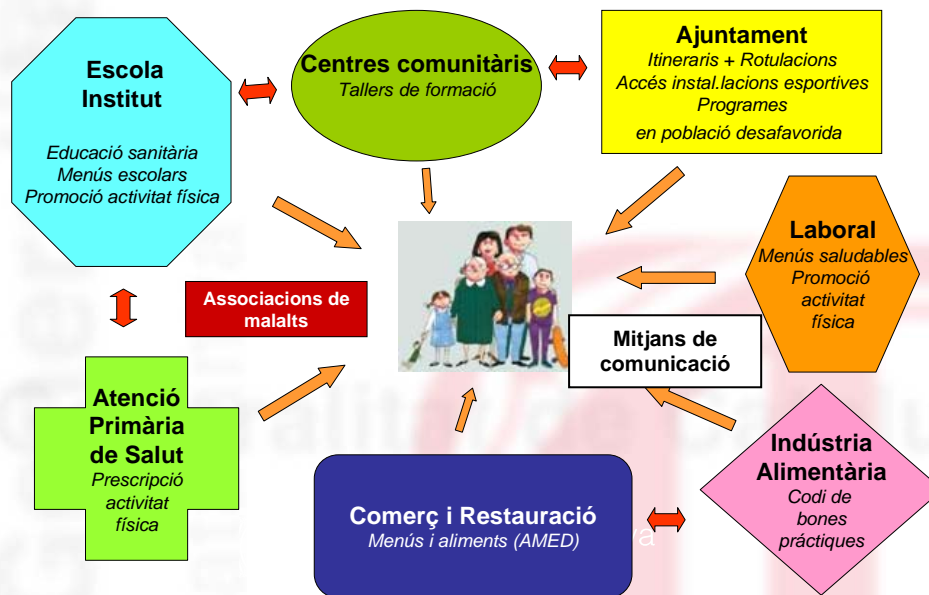 Escola
Institut
Educació sanitària
Menús escolars
Promoció activitat física
Centres comunitàris
Tallers de formació
Ajuntament
Itineraris + Rotulacions
Accés instal.lacions esportives
Programes
en població desafavorida
Laboral
Menús saludables
Promoció
activitat
física
Associacions de
malalts
Mitjans de
comunicació
Atenció
Primària
de Salut
Prescripció
activitat
física
Comerç i Restauració
Menús i aliments (AMED)
Indústria
Alimentària
Codi de
bones
práctiques